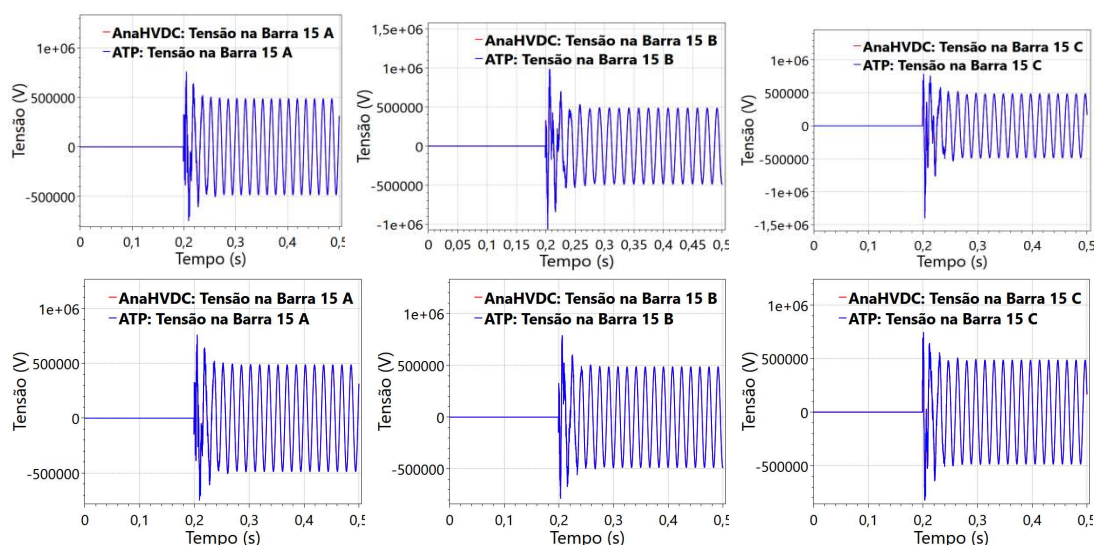 AnaHVDC: Tensão na Barra 15 A
ATP: Tensão na Barra 15 A
1e+06
500000
0
-500000
Tensão (V)
0 0,1 0,2 0,3 0,4 0,5
Tempo (s)
1,5e+06
AnaHVDC: Tensão na Barra 15 B
ATP: Tensão na Barra 15 B
1e+06
500000
0
-500000
-1e+06
Tensão (V)
0 0,05 0,15 0,2 0,25 0,35 0,4 0,45 0,5
0,1 0,3
Tempo (s)
AnaHVDC: Tensão na Barra 15 C
ATP: Tensão na Barra 15 C
1e+06
500000
0
-500000
-1e+06
-1,5e+06
Tensão (V)
0 0,1 0,2 0,3 0,4 0,5
Tempo (s)
AnaHVDC: Tensão na Barra 15 A
ATP: Tensão na Barra 15 A
1e+06
500000
0
-500000
Tensão (V)
0 0,1 0,2 0,3 0,4 0,5
Tempo (s)
AnaHVDC: Tensão na Barra 15 B
ATP: Tensão na Barra 15 B
1e+06
500000
0
-500000
Tensão (V)
0 0,1 0,2 0,3 0,4 0,5
Tempo (s)
AnaHVDC: Tensão na Barra 15 C
ATP: Tensão na Barra 15 C
1e+06
500000
0
-500000
Tensão (V)
0 0,1 0,2 0,3 0,4 0,5
Tempo (s)